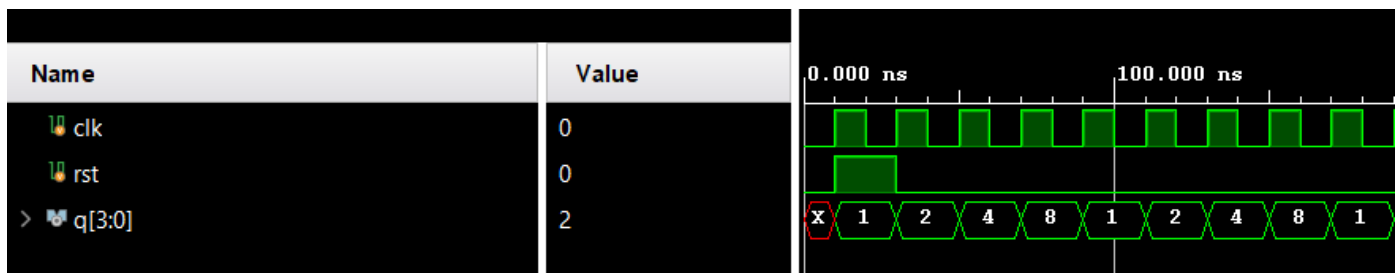 Name Value 0.000 ns 100.000 ns
clk 0
rst 0
> q[3:0] 2 X 1 2 4 8 1 2 4 8 1